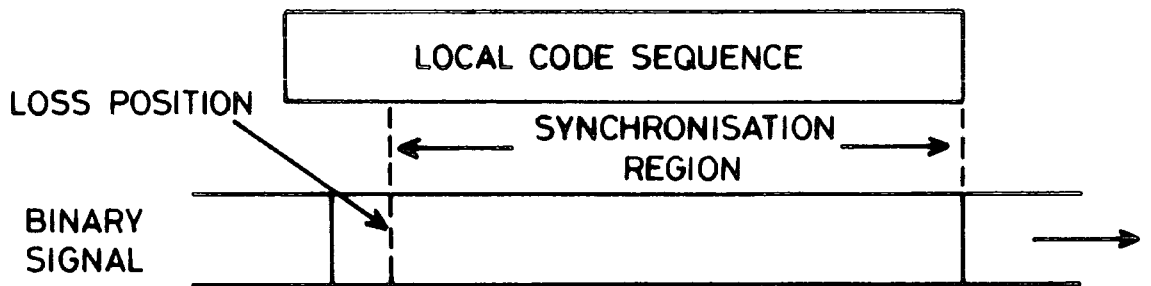 LOCAL CODE SEQUENCE
LOSS POSITION
SYNCHRONISATION
REGION
BINARY
SIGNAL